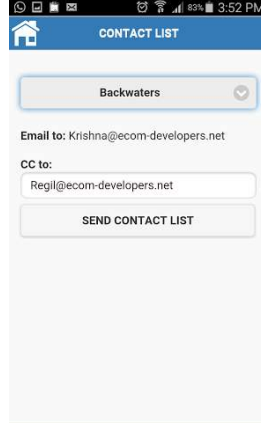 83% 3:52 PM
CONTACT LIST
Backwaters
Email to: Krishna@ecom-developers.net
CC to:
Regil@ecom-developers.net
SEND CONTACT LIST